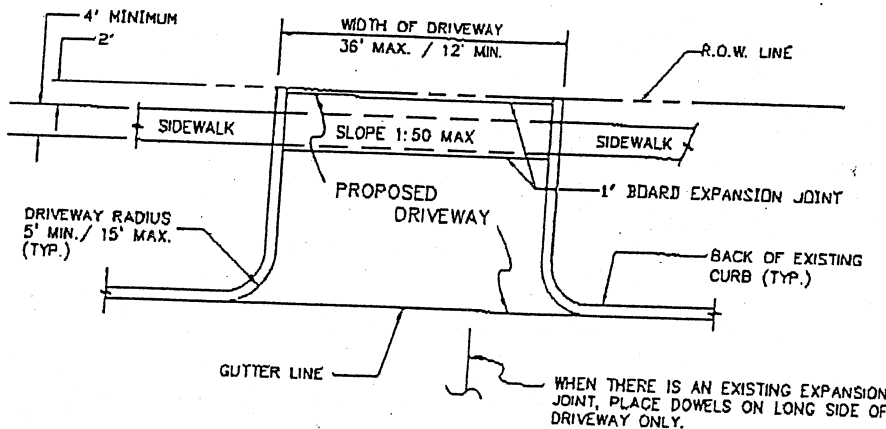 4' MINIMUM
2'
WIDTH OF DRIVEWAY
36' MAX. / 12' MIN.
R.O.W. LINE
SIDEWALK
SLOPE 1:50 MAX
SIDEWALK
PROPOSED
DRIVEWAY
1' BOARD EXPANSION JOINT
DRIVEWAY RADIUS
5' MIN./ 15' MAX.
(TYP.)
BACK OF EXISTING
CURB (TYP.)
GUTTER LINE
WHEN THERE IS AN EXISTING EXPANSION
JOINT, PLACE DOWELS ON LONG SIDE OF
DRIVEWAY ONLY.